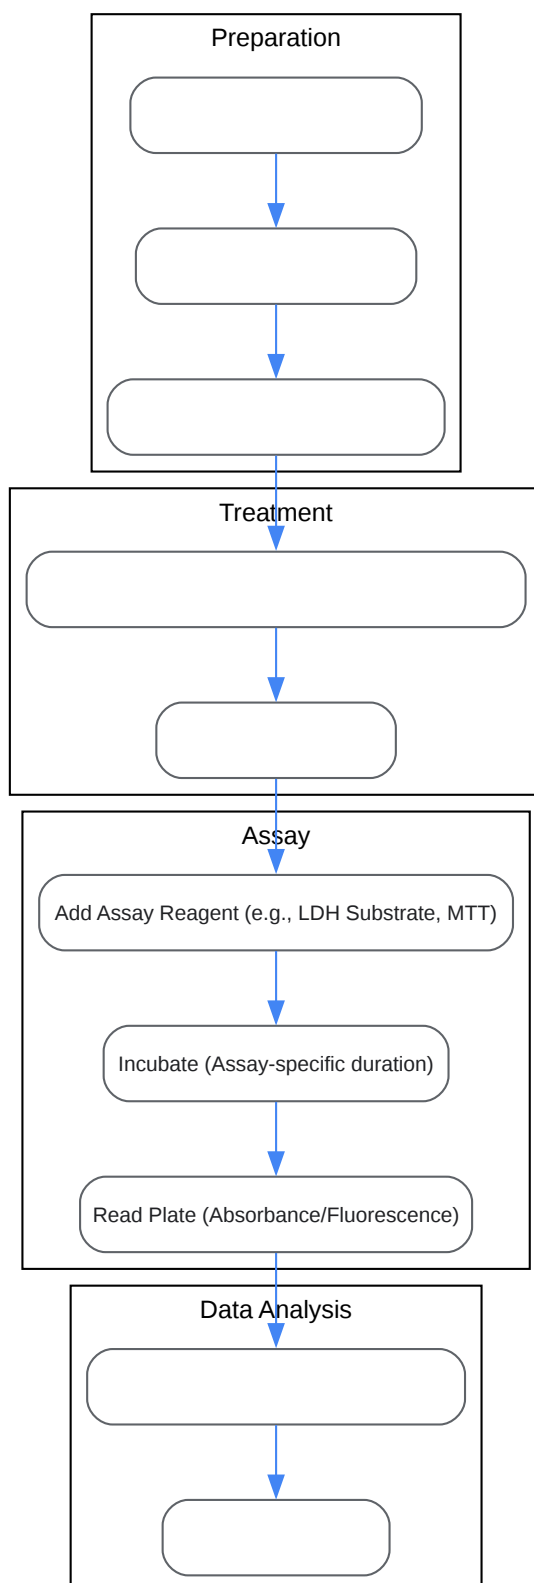 Preparation
Treatment
Assay
Add Assay Reagent (e.g., LDH Substrate, MTT)
Incubate (Assay-specific duration)
Read Plate (Absorbance/Fluorescence)
Data Analysis